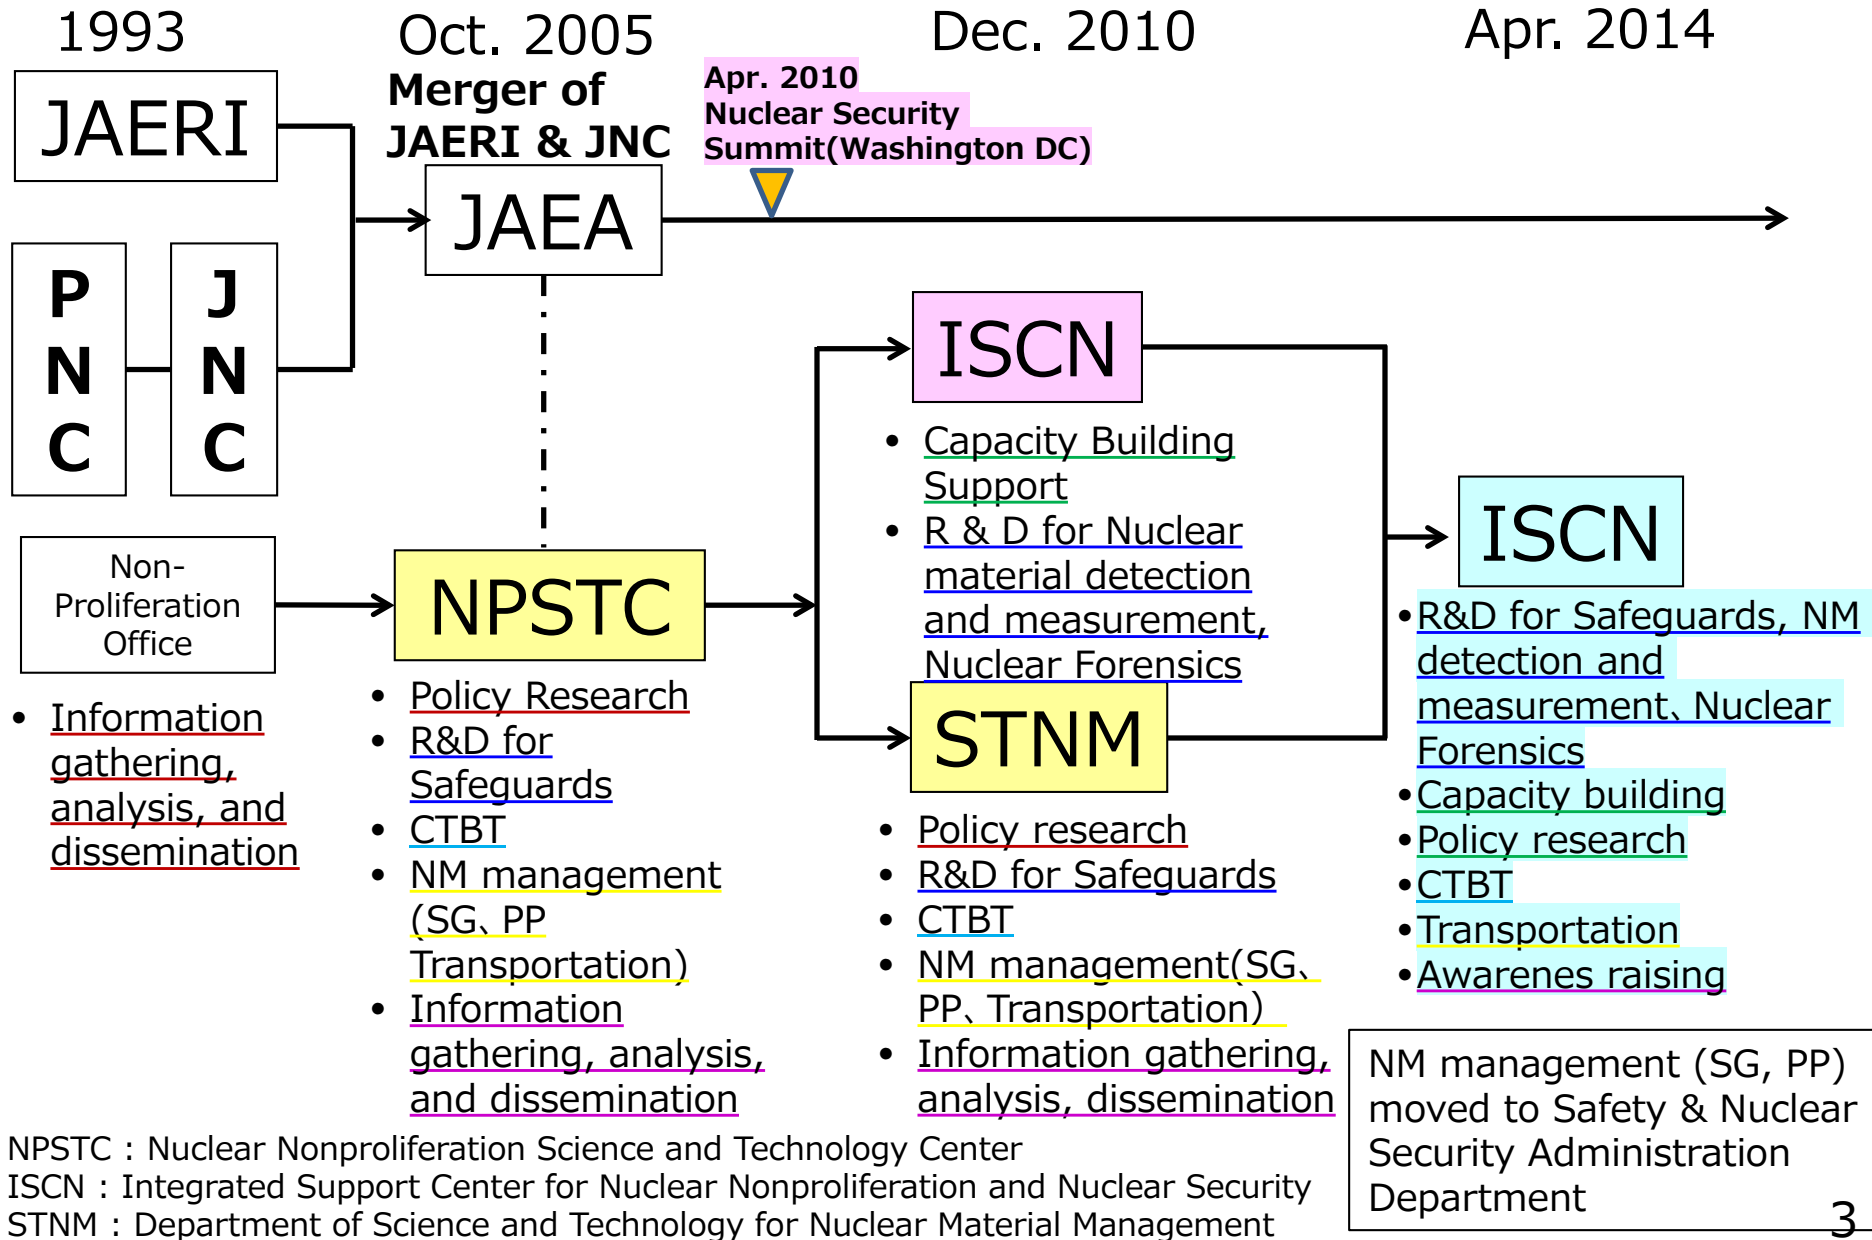 1993
Oct. 2005
Dec. 2010
Apr. 2014
JAERI
Merger of
JAERI & JNC
Apr. 2010
Nuclear Security
Summit(Washington DC)
JAEA
P
N
C
J
N
C
ISCN
• Capacity Building
Support
• R & D for Nuclear
material detection
and measurement,
Nuclear Forensics
Non-
Proliferation
Office
• Information
gathering,
analysis, and
dissemination
NPSTC
• Policy Research
• R&D for
Safeguards
• CTBT
• NM management
(SG、PP
Transportation)
• Information
gathering, analysis,
and dissemination
STNM
• Policy research
• R&D for Safeguards
• CTBT
• NM management(SG、
PP、Transportation)
• Information gathering,
analysis, dissemination
ISCN
•R&D for Safeguards, NM
detection and
measurement、Nuclear
Forensics
•Capacity building
•Policy research
•CTBT
•Transportation
•Awarenes raising
NM management (SG, PP)
moved to Safety & Nuclear
Security Administration
Department
NPSTC : Nuclear Nonproliferation Science and Technology Center
ISCN : Integrated Support Center for Nuclear Nonproliferation and Nuclear Security
STNM : Department of Science and Technology for Nuclear Material Management
3